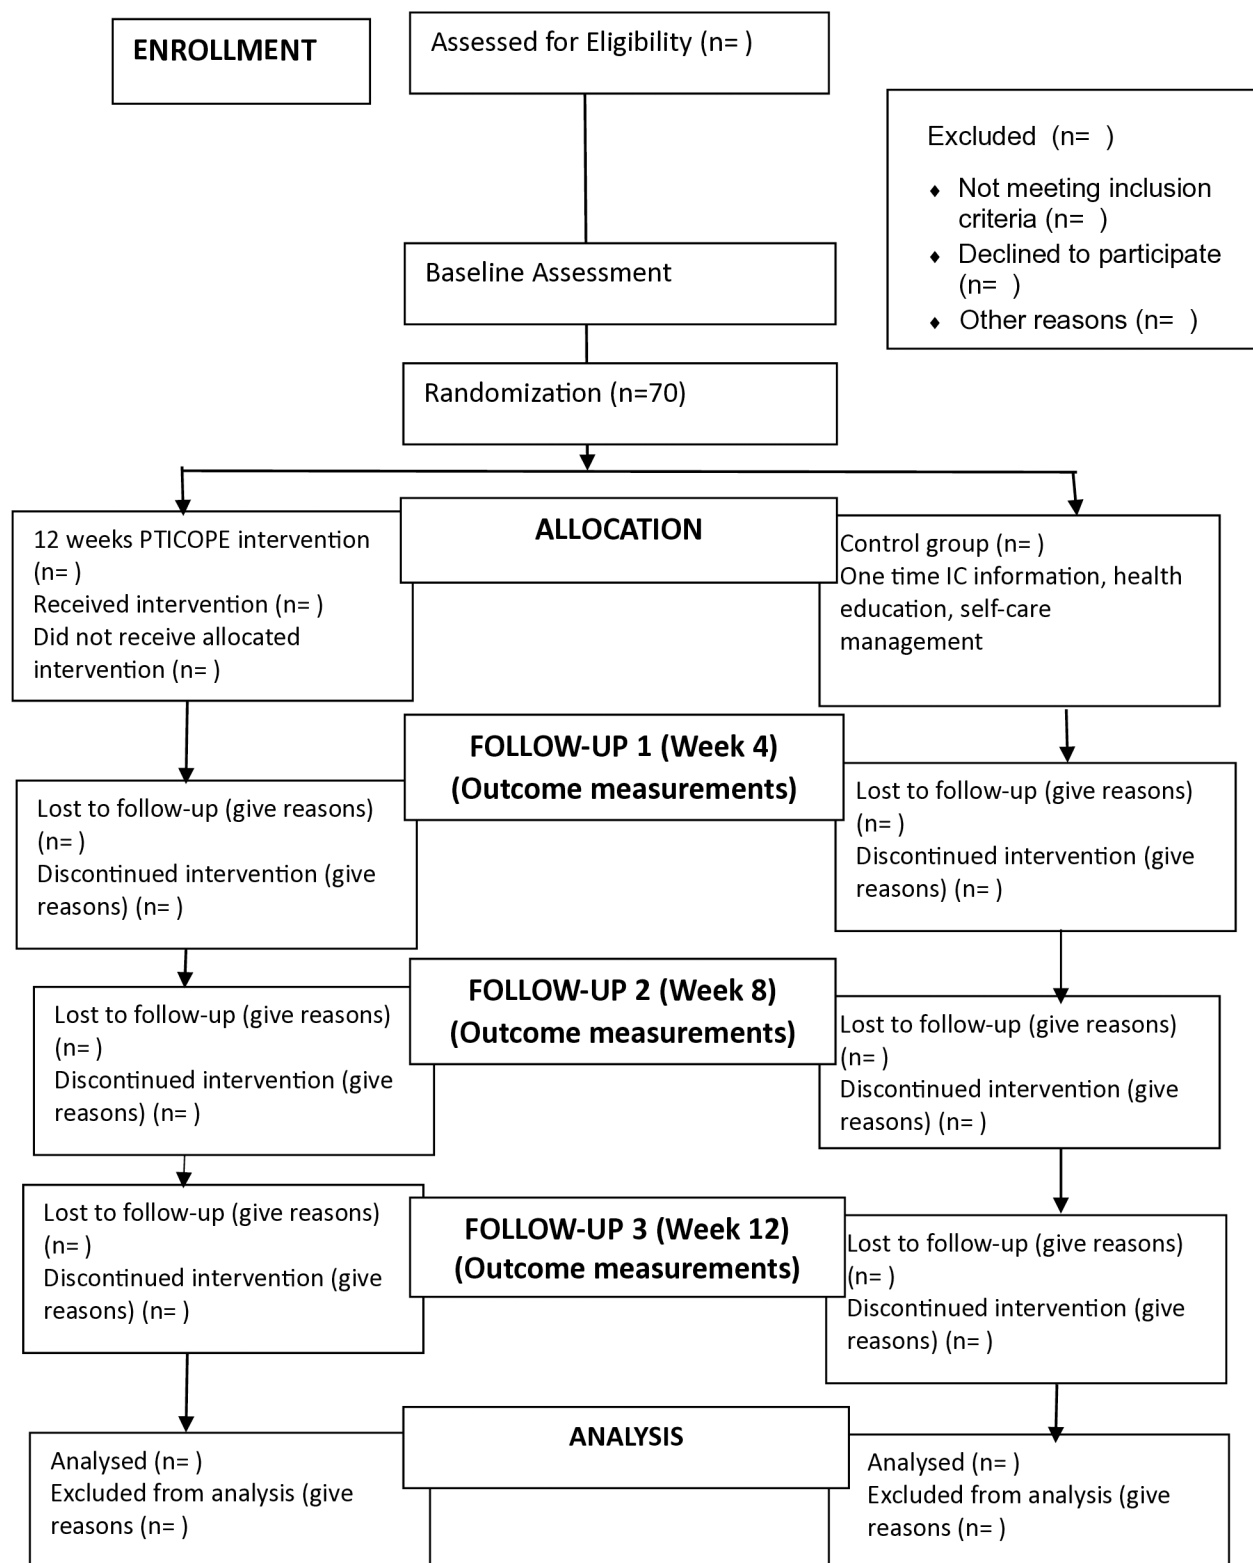 ENROLLMENT
Assessed for Eligibility (n= )
Excluded (n= )
♦ Not meeting inclusion
criteria (n= )
♦ Declined to participate
(n= )
♦ Other reasons (n= )
Baseline Assessment
Randomization (n=70)
ALLOCATION
12 weeks PTICOPE intervention
(n= )
Received intervention (n= )
Did not receive allocated
intervention (n= )
Control group (n= )
One time IC information, health
education, self-care
management
FOLLOW-UP 1 (Week 4)
(Outcome measurements)
Lost to follow-up (give reasons)
(n= )
Discontinued intervention (give
reasons) (n= )
Lost to follow-up (give reasons)
(n= )
Discontinued intervention (give
reasons) (n= )
FOLLOW-UP 2 (Week 8)
(Outcome measurements)
Lost to follow-up (give reasons)
(n= )
Discontinued intervention (give
reasons) (n= )
Lost to follow-up (give reasons)
(n= )
Discontinued intervention (give
reasons) (n= )
FOLLOW-UP 3 (Week 12)
(Outcome measurements)
Lost to follow-up (give reasons)
(n= )
Discontinued intervention (give
reasons) (n= )
Lost to follow-up (give reasons)
(n= )
Discontinued intervention (give
reasons) (n= )
ANALYSIS
Analysed (n= )
Excluded from analysis (give
reasons (n= )
Analysed (n= )
Excluded from analysis (give
reasons (n= )